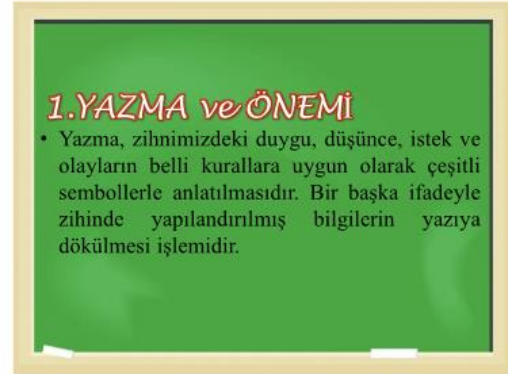 1.YAZMA ve ÖNEMİ
• Yazma, zihnimizdeki duygu, düşünce, istek ve
olayların belli kurallara uygun olarak çeşitli
sembollerle anlatılmasıdır. Bir başka ifadeyle
zihinde yapılandırılmış bilgilerin yazıya
dökülmesi işlemidir.